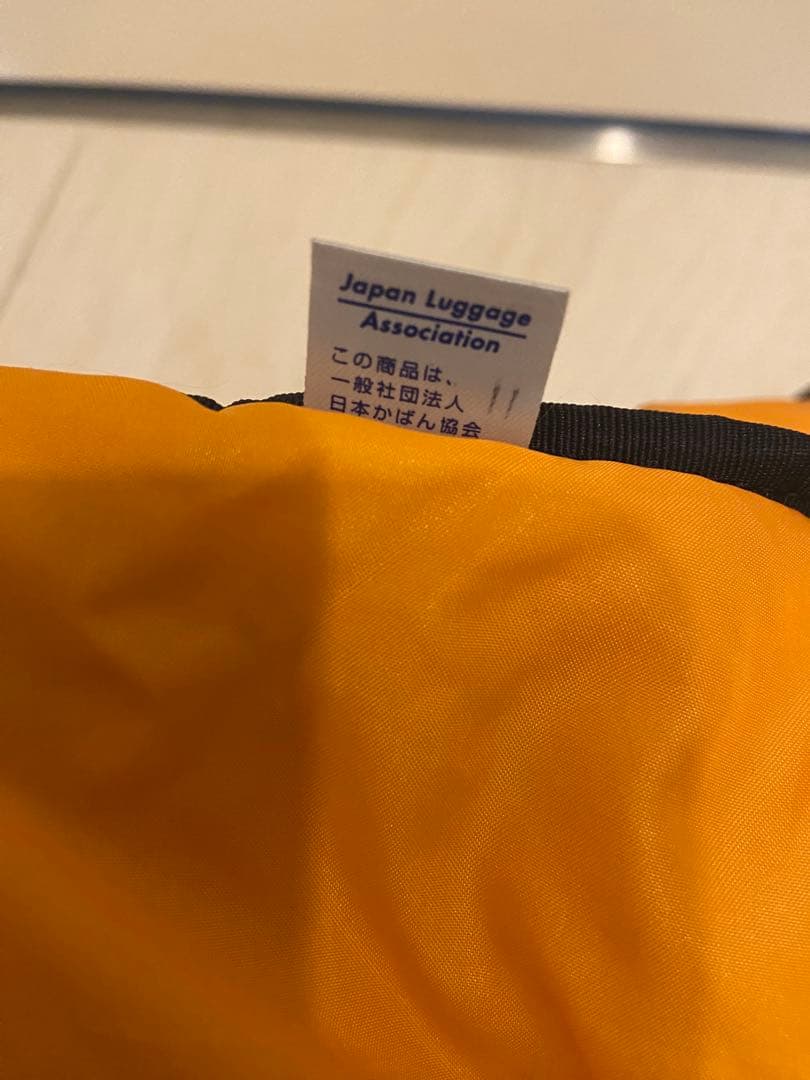 Japan Luggage
Association
この商品は、
一般社団法人
日本かばん協会